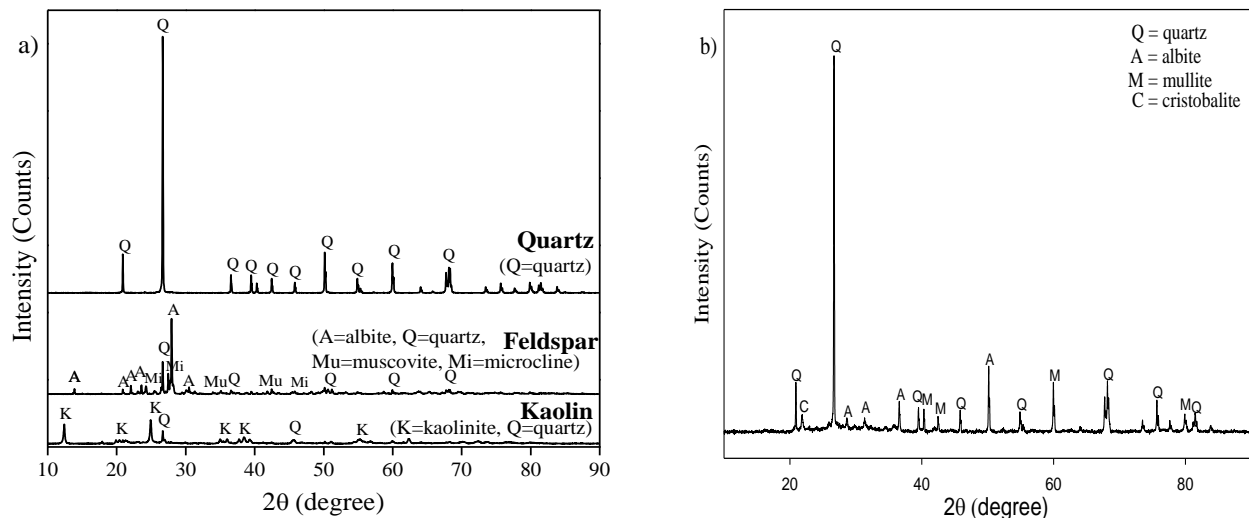 a)
Intensity (Counts)
Q
Q
Q
Q
Q
Q
Q
Q
Q
Q
Quartz
(Q=quartz)
A
A
A
A
Mi
Q
Mi
A
A
Mu
Q
Mu
Mi
Q
Q
Q
(A=albite, Q=quartz,
Mu=muscovite, Mi=microcline)
Feldspar
K
K
K
Q
K
K
Q
K
Kaolin
(K=kaolinite, Q=quartz)
10 20 30 40 50 60 70 80 90
2θ (degree)
b)
Intensity (Counts)
Q = quartz
A = albite
M = mullite
C = cristobalite
Q
C
Q
A
A
A
Q
M
M
Q
A
Q
M
Q
Q
M
Q
20 40 60 80
2θ (degree)